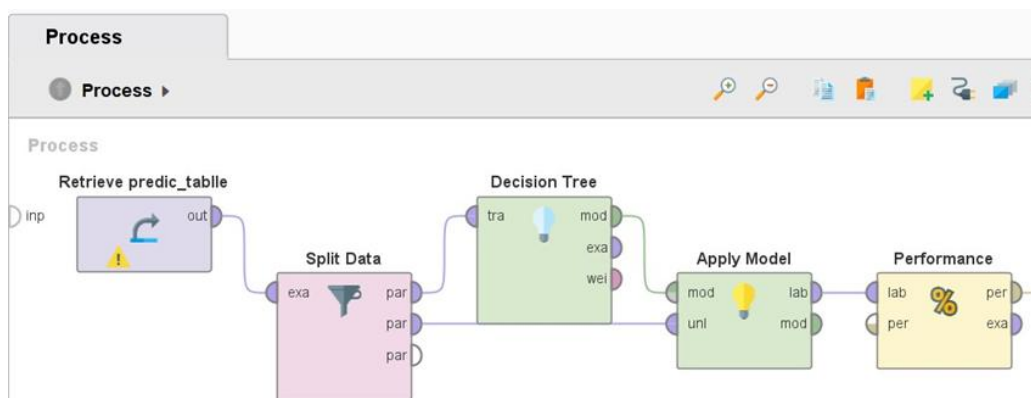 Process
Process
Process
Retrieve predic_tablle
inp
out
Split Data
exa
par
par
par
Decision Tree
tra
mod
exa
wei
Apply Model
mod
lab
unl
mod
Performance
lab
%
per
per
exa